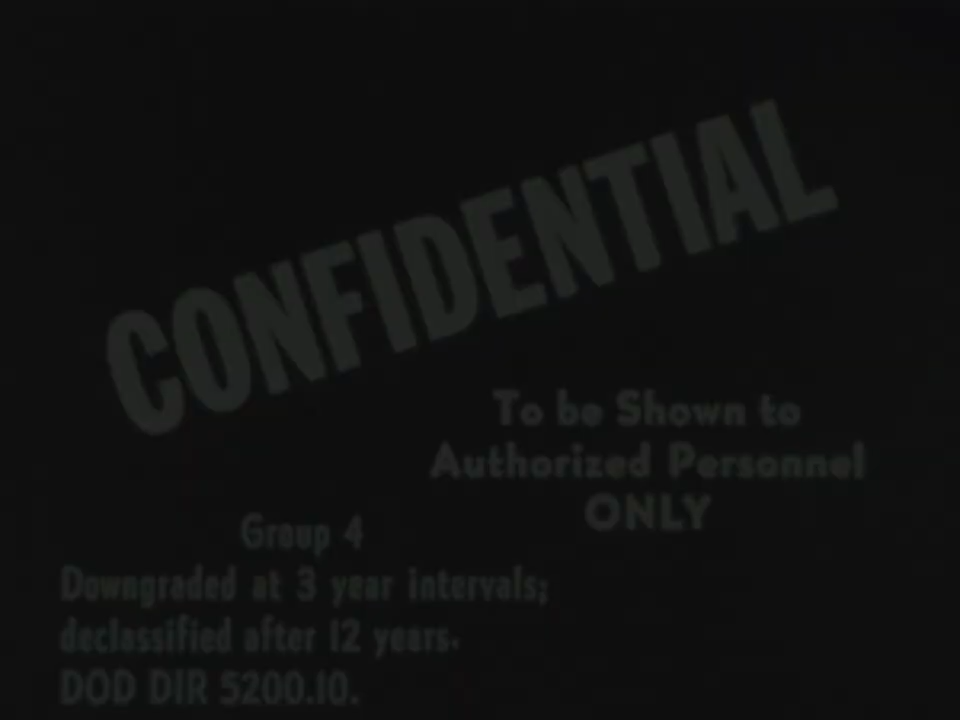 CONFIDENTIAL
To be Shown to
Authorized Personnel
ONLY
Group 4
Downgraded at 3 year intervals;
declassified after 12 years.
DOD DIR 5200.10.